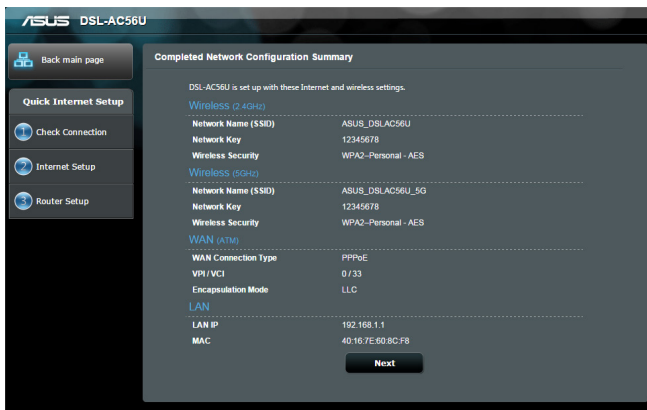 ASUS DSL-AC56U
Back main page
Quick Internet Setup
1 Check Connection
2 Internet Setup
3 Router Setup
Completed Network Configuration Summary
DSL-AC56U is set up with these Internet and wireless settings.
Wireless (2.4GHz)
Network Name (SSID) ASUS_DSLAC56U
Network Key 12345678
Wireless Security WPA2-Personal - AES
Wireless (5GHz)
Network Name (SSID) ASUS_DSLAC56U_5G
Network Key 12345678
Wireless Security WPA2-Personal - AES
WAN (ATM)
WAN Connection Type PPPoE
VPI / VCI 0 / 33
Encapsulation Mode LLC
LAN
LAN IP 192.168.1.1
MAC 40:16:7E:60:8C:F8
Next